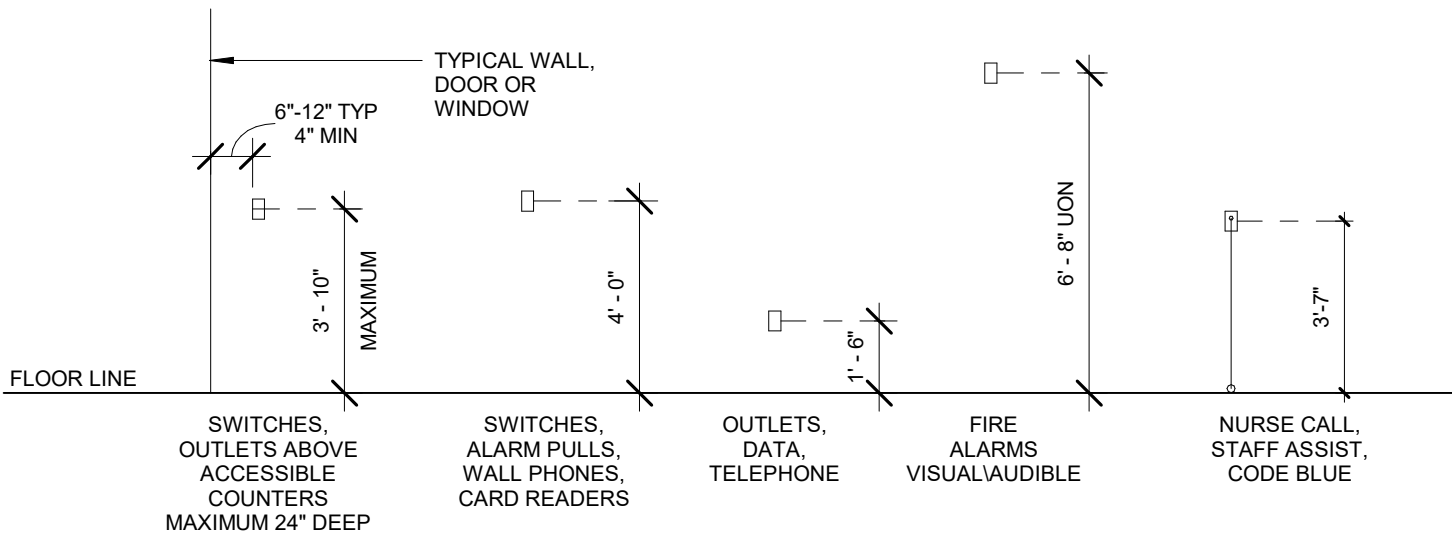 TYPICAL WALL,
DOOR OR
WINDOW
6"-12" TYP
4" MIN
3' - 10"
MAXIMUM
4' - 0"
1' - 6"
6' - 8" UON
3'-7"
FLOOR LINE
SWITCHES,
OUTLETS ABOVE
ACCESSIBLE
COUNTERS
MAXIMUM 24" DEEP
SWITCHES,
ALARM PULLS,
WALL PHONES,
CARD READERS
OUTLETS,
DATA,
TELEPHONE
FIRE
ALARMS
VISUAL\AUDIBLE
NURSE CALL,
STAFF ASSIST,
CODE BLUE